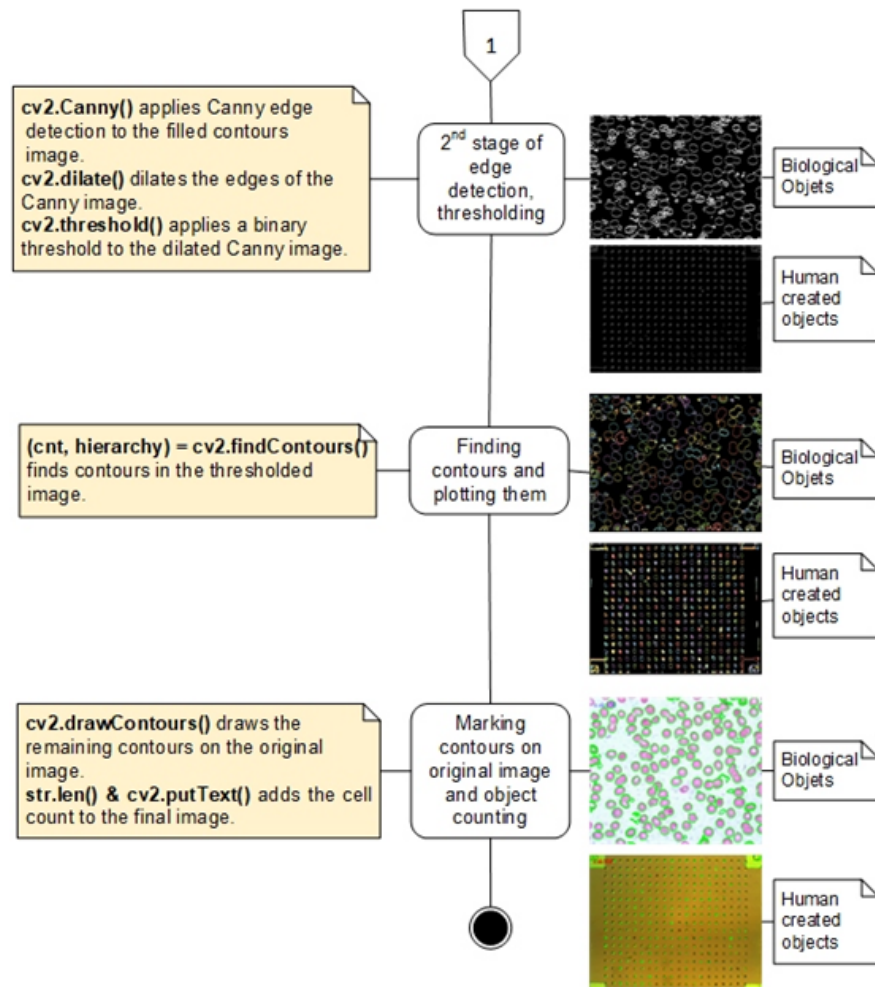 1
cv2.Canny() applies Canny edge
detection to the filled contours
image.
cv2.dilate() dilates the edges of the
Canny image.
cv2.threshold() applies a binary
threshold to the dilated Canny image.
2nd stage of
edge
detection,
thresholding
Biological
Objets
Human
created
objects
(cnt, hierarchy) = cv2.findContours()
finds contours in the thresholded
image.
Finding
contours and
plotting them
Biological
Objets
Human
created
objects
cv2.drawContours() draws the
remaining contours on the original
image.
str.len() & cv2.putText() adds the cell
count to the final image.
Marking
contours on
original image
and object
counting
Biological
Objets
Human
created
objects